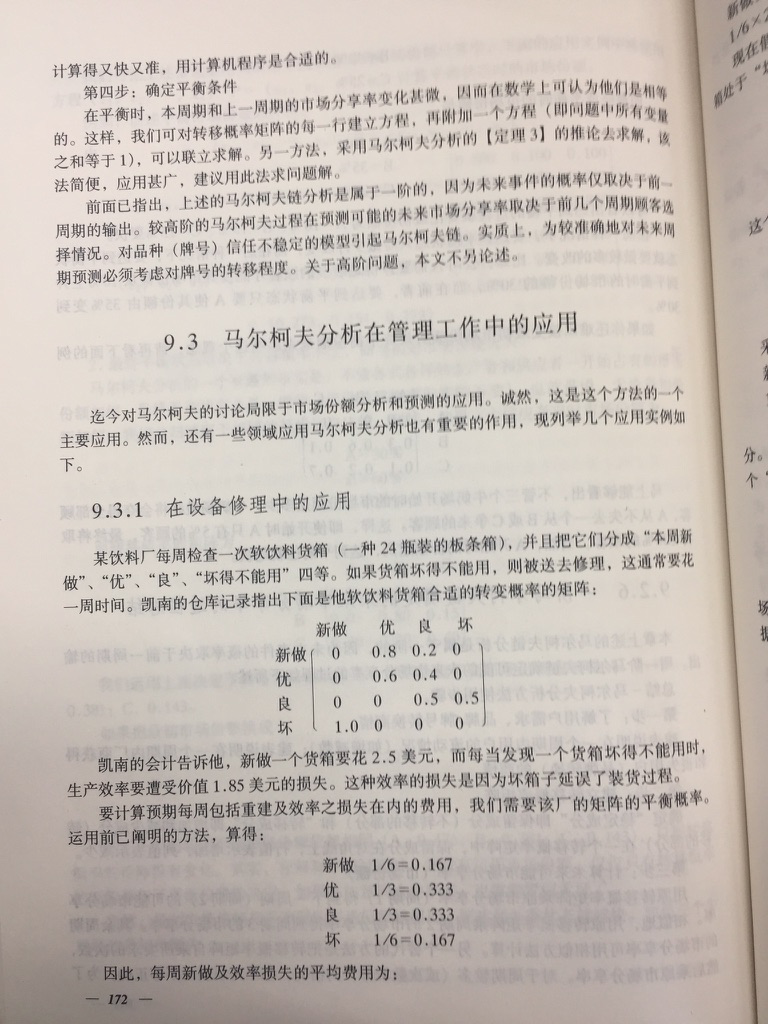 计算得又快又准，用计算机程序是合适的。
第四步：确定平衡条件
在平衡时，本周期和上一周期的市场分享率变化甚微，因而在数学上可认为他们是相等
的。这样，我们可对转移概率矩阵的每一行建立方程，再附加一个方程（即问题中所有变量
之和等于1），可以联立求解。另一方法，采用马尔柯夫分析的【定理3】的推论去求解，该
法简便，应用甚广，建议用此法求问题解。
前面已指出，上述的马尔柯夫链分析是属于一阶的，因为未来事件的概率仅取决于前一
周期的输出。较高阶的马尔柯夫过程在预测可能的未来市场分享率取决于前几个周期顾客选
择情况。对品种（牌号）信任不稳定的模型引起马尔柯夫链。实质上，为较准确地对未来周
期预测必须考虑对牌号的转移程度。关于高阶问题，本文不另论述。
9.3 马尔柯夫分析在管理工作中的应用
迄今对马尔柯夫的讨论局限于市场份额分析和预测的应用。诚然，这是这个方法的一个
主要应用。然而，还有一些领域应用马尔柯夫分析也有重要的作用，现列举几个应用实例如
下。
9.3.1 在设备修理中的应用
某饮料厂每周检查一次软饮料货箱（一种24瓶装的板条箱），并且把它们分成“本周新
做”、“优”、“良”、“坏得不能用”四等。如果货箱坏得不能用，则被送去修理，这通常要花
一周时间。凯南的仓库记录指出下面是他软饮料货箱合适的转变概率的矩阵：
新做 优 良 坏
新做 0 0.8 0.2 0
优 0 0.6 0.4 0
良 0 0 0.5 0.5
坏 1.0 0 0 0
凯南的会计告诉他，新做一个货箱要花2.5美元，而每当发现一个货箱坏得不能用时，
生产效率要遭受价值1.85美元的损失。这种效率的损失是因为坏箱子延误了装货过程。
要计算预期每周包括重建及效率之损失在内的费用，我们需要该厂的矩阵的平衡概率。
运用前已阐明的方法，算得：
新做 1/6=0.167
优 1/3=0.333
良 1/3=0.333
坏 1/6=0.167
因此，每周新做及效率损失的平均费用为；
— 172 —
1/6×2
现在假
箱处于“坏
这个
分。
个“